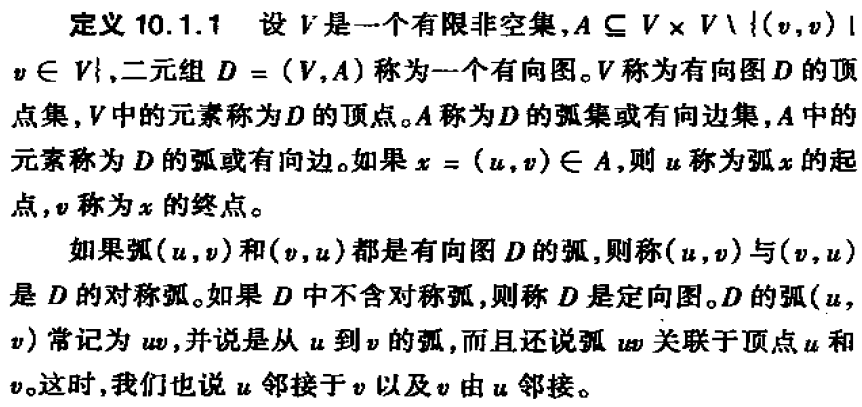 定义 10.1.1 设 V 是一个有限非空集,A ⊆ V × V \ {(v,v) |
v ∈ V},二元组 D = (V,A) 称为一个有向图。V 称为有向图 D 的顶
点集,V 中的元素称为 D 的顶点。A 称为 D 的弧集或有向边集,A 中的
元素称为 D 的弧或有向边。如果 x = (u,v) ∈ A,则 u 称为弧 x 的起
点,v 称为 x 的终点。
如果弧(u,v)和(v,u)都是有向图 D 的弧,则称(u,v)与(v,u)
是 D 的对称弧。如果 D 中不含对称弧,则称 D 是定向图。D 的弧(u,
v) 常记为 uv,并说是从 u 到 v 的弧,而且还说弧 uv 关联于顶点 u 和
v。这时,我们也说 u 邻接于 v 以及 v 由 u 邻接。